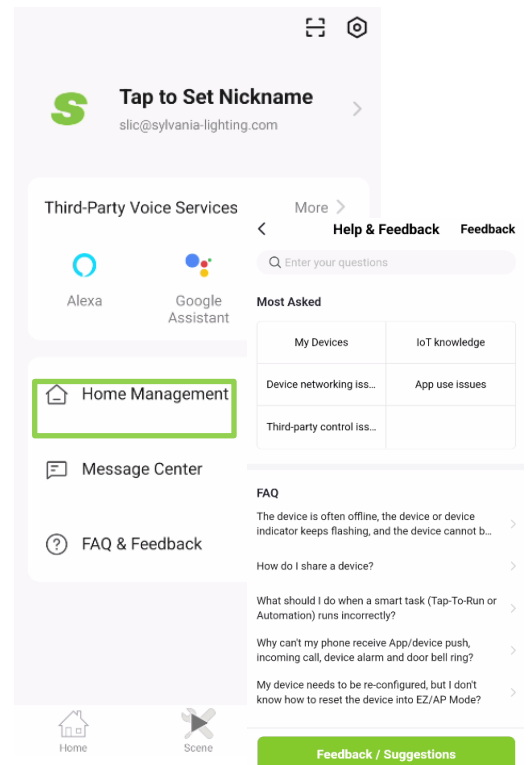 S
Tap to Set Nickname
slic@sylvania-lighting.com
Third-Party Voice Services
More
Alexa
Google
Assistant
Home Management
Message Center
FAQ & Feedback
Home
Scene
Help & Feedback
Feedback
Enter your questions
Most Asked
My Devices
IoT knowledge
Device networking iss...
App use issues
Third-party control iss...
FAQ
The device is often offline, the device or device
indicator keeps flashing, and the device cannot b...
How do I share a device?
What should I do when a smart task (Tap-To-Run or
Automation) runs incorrectly?
Why can't my phone receive App/device push,
incoming call, device alarm and door bell ring?
My device needs to be re-configured, but I don't
know how to reset the device into EZ/AP Mode?
Feedback / Suggestions